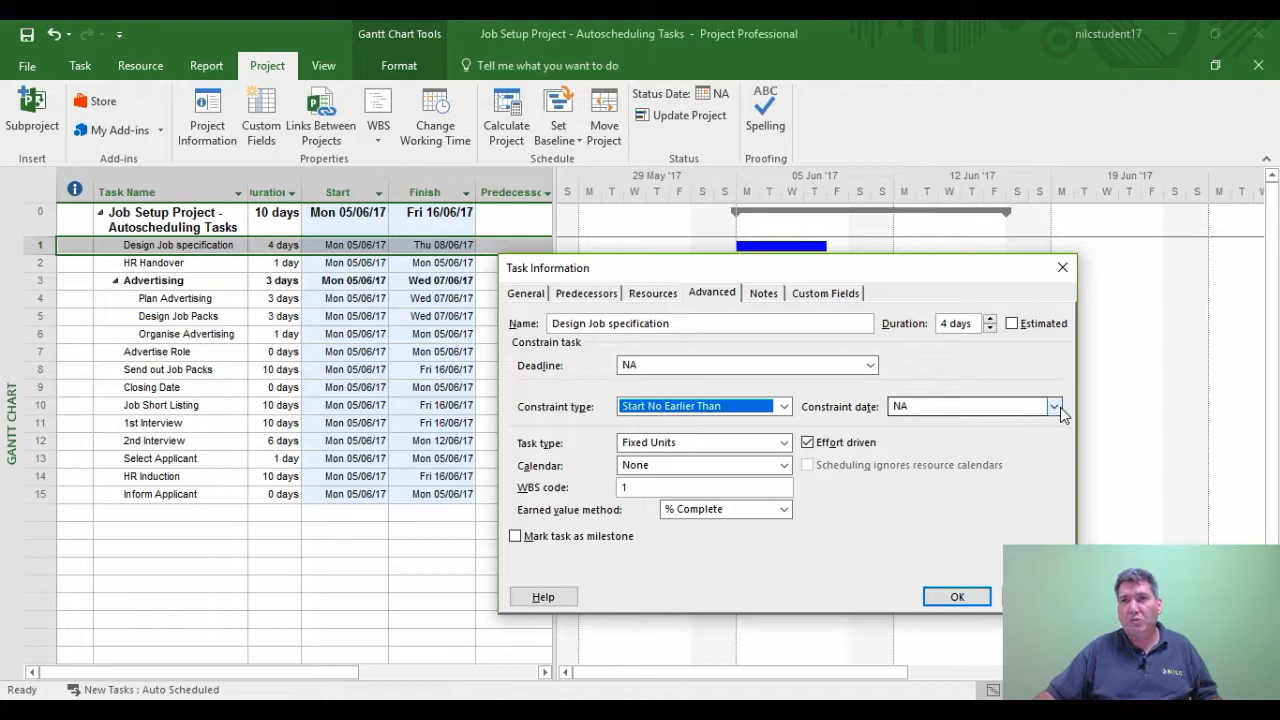 Gantt Chart Tools
Job Setup Project - Autoscheduling Tasks - Project Professional
nilcstudent17
File Task Resource Report Project View Format Tell me what you want to do
Subproject
Store
My Add-ins
Project Information
Custom Fields
Links Between Projects
WBS
Change Working Time
Calculate Project
Set Baseline
Move Project
Status Date: NA
Update Project
ABC
Spelling
Insert Add-ins Properties Schedule Status Proofing
Task Name Start Finish
29 May '17 05 Jun '17 12 Jun '17 19 Jun '17
S M T W T F S S M T W T F S S M T W T F S S M T W T F S S M T W
0 Job Setup Project - 10 days Mon 05/06/17 Fri 16/06/17
Autoscheduling Tasks
1 Design Job specification 4 days Mon 05/06/17 Thu 08/06/17
2 HR Handover 1 day Mon 05/06/17 Mon 05/06/17
3 Advertising 3 days Mon 05/06/17 Wed 07/06/17
4 Plan Advertising 3 days Mon 05/06/17 Wed 07/06/17
5 Design Job Packs 3 days Mon 05/06/17 Wed 07/06/17
6 Organise Advertising 1 day Mon 05/06/17 Mon 05/06/17
7 Advertise Role 0 days Mon 05/06/17 Mon 05/06/17
8 Send out Job Packs 10 days Mon 05/06/17 Fri 16/06/17
9 Closing Date 0 days Mon 05/06/17 Mon 05/06/17
10 Job Short Listing 10 days Mon 05/06/17 Fri 16/06/17
11 1st Interview 10 days Mon 05/06/17 Fri 16/06/17
12 2nd Interview 6 days Mon 05/06/17 Mon 12/06/17
13 Select Applicant 1 day Mon 05/06/17 Mon 05/06/17
14 HR Induction 10 days Mon 05/06/17 Fri 16/06/17
15 Inform Applicant 0 days Mon 05/06/17 Mon 05/06/17
GANTT CHART
Task Information
General Predecessors Resources Advanced Notes Custom Fields
Name: Design Job specification Duration: 4 days Estimated
Constrain task
Deadline: NA
Constraint type: Start No Earlier Than Constraint date: NA
Task type: Fixed Units Effort driven
Calendar: None Scheduling ignores resource calendars
WBS code: 1
Earned value method: % Complete
Mark task as milestone
Help OK
NILC
Ready New Tasks : Auto Scheduled